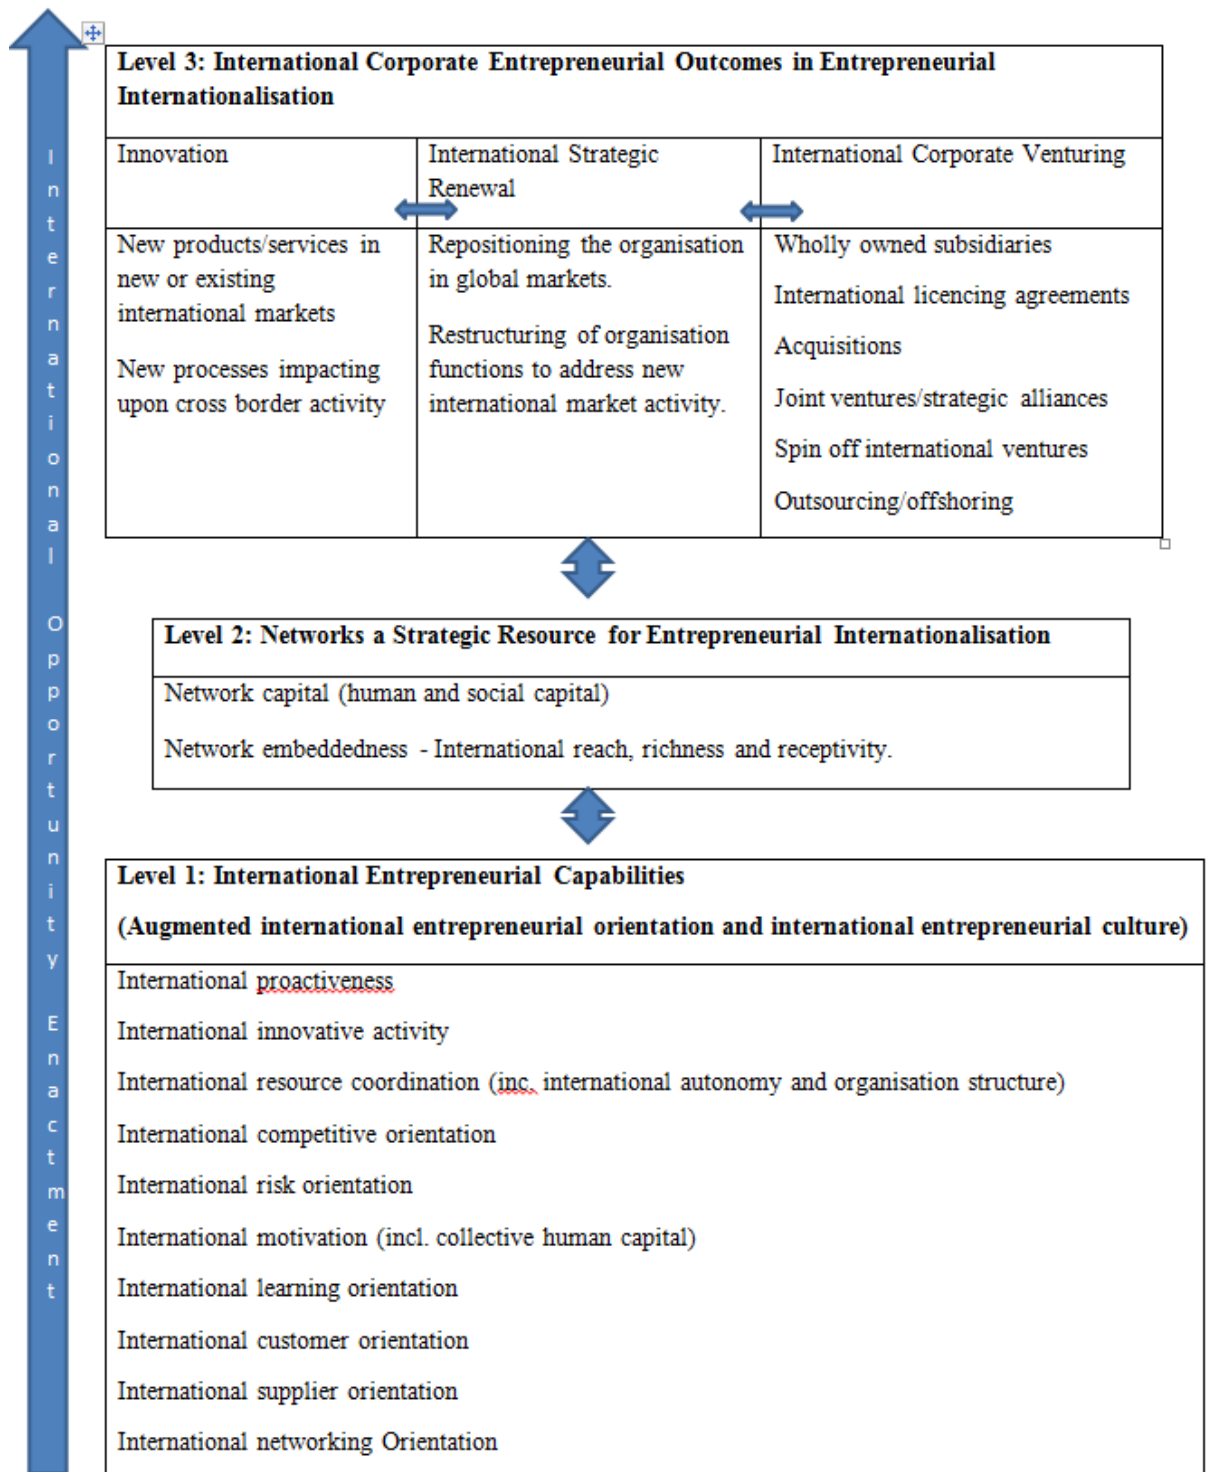 International Opportunity Enactment
Level 3: International Corporate Entrepreneurial Outcomes in Entrepreneurial
Internationalisation
Innovation
International Strategic
Renewal
International Corporate Venturing
New products/services in
new or existing
international markets
New processes impacting
upon cross border activity
Repositioning the organisation
in global markets.
Restructuring of organisation
functions to address new
international market activity.
Wholly owned subsidiaries
International licencing agreements
Acquisitions
Joint ventures/strategic alliances
Spin off international ventures
Outsourcing/offshoring
Level 2: Networks a Strategic Resource for Entrepreneurial Internationalisation
Network capital (human and social capital)
Network embeddedness - International reach, richness and receptivity.
Level 1: International Entrepreneurial Capabilities
(Augmented international entrepreneurial orientation and international entrepreneurial culture)
International proactiveness
International innovative activity
International resource coordination (inc. international autonomy and organisation structure)
International competitive orientation
International risk orientation
International motivation (incl. collective human capital)
International learning orientation
International customer orientation
International supplier orientation
International networking Orientation